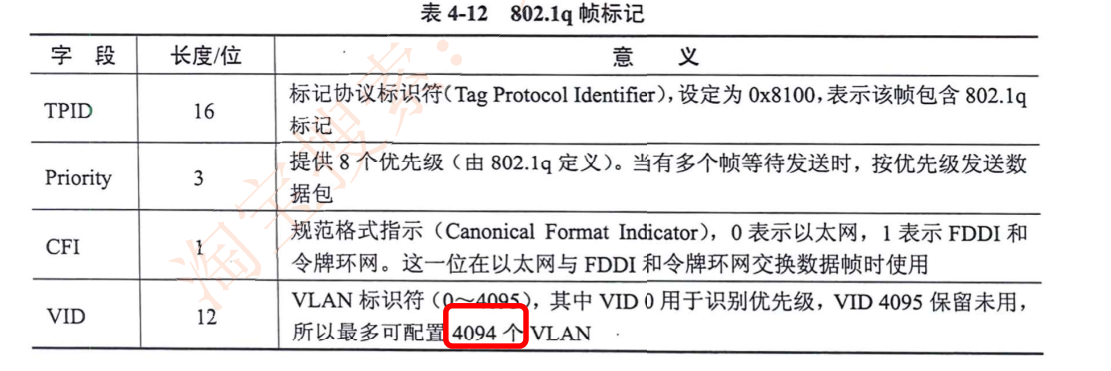 表 4-12 802.1q 帧标记
字 段 长度/位 意 义
TPID 16 标记协议标识符(Tag Protocol Identifier),设定为 0x8100,表示该帧包含 802.1q
标记
Priority 3 提供 8 个优先级(由 802.1q 定义)。当有多个帧等待发送时,按优先级发送数
据包
CFI 1 规范格式指示(Canonical Format Indicator),0 表示以太网,1 表示 FDDI 和
令牌环网。这一位在以太网与 FDDI 和令牌环网交换数据帧时使用
VID 12 VLAN 标识符(0~4095),其中 VID 0 用于识别优先级,VID 4095 保留未用,
所以最多可配置 4094 个 VLAN
淘宝搜索: